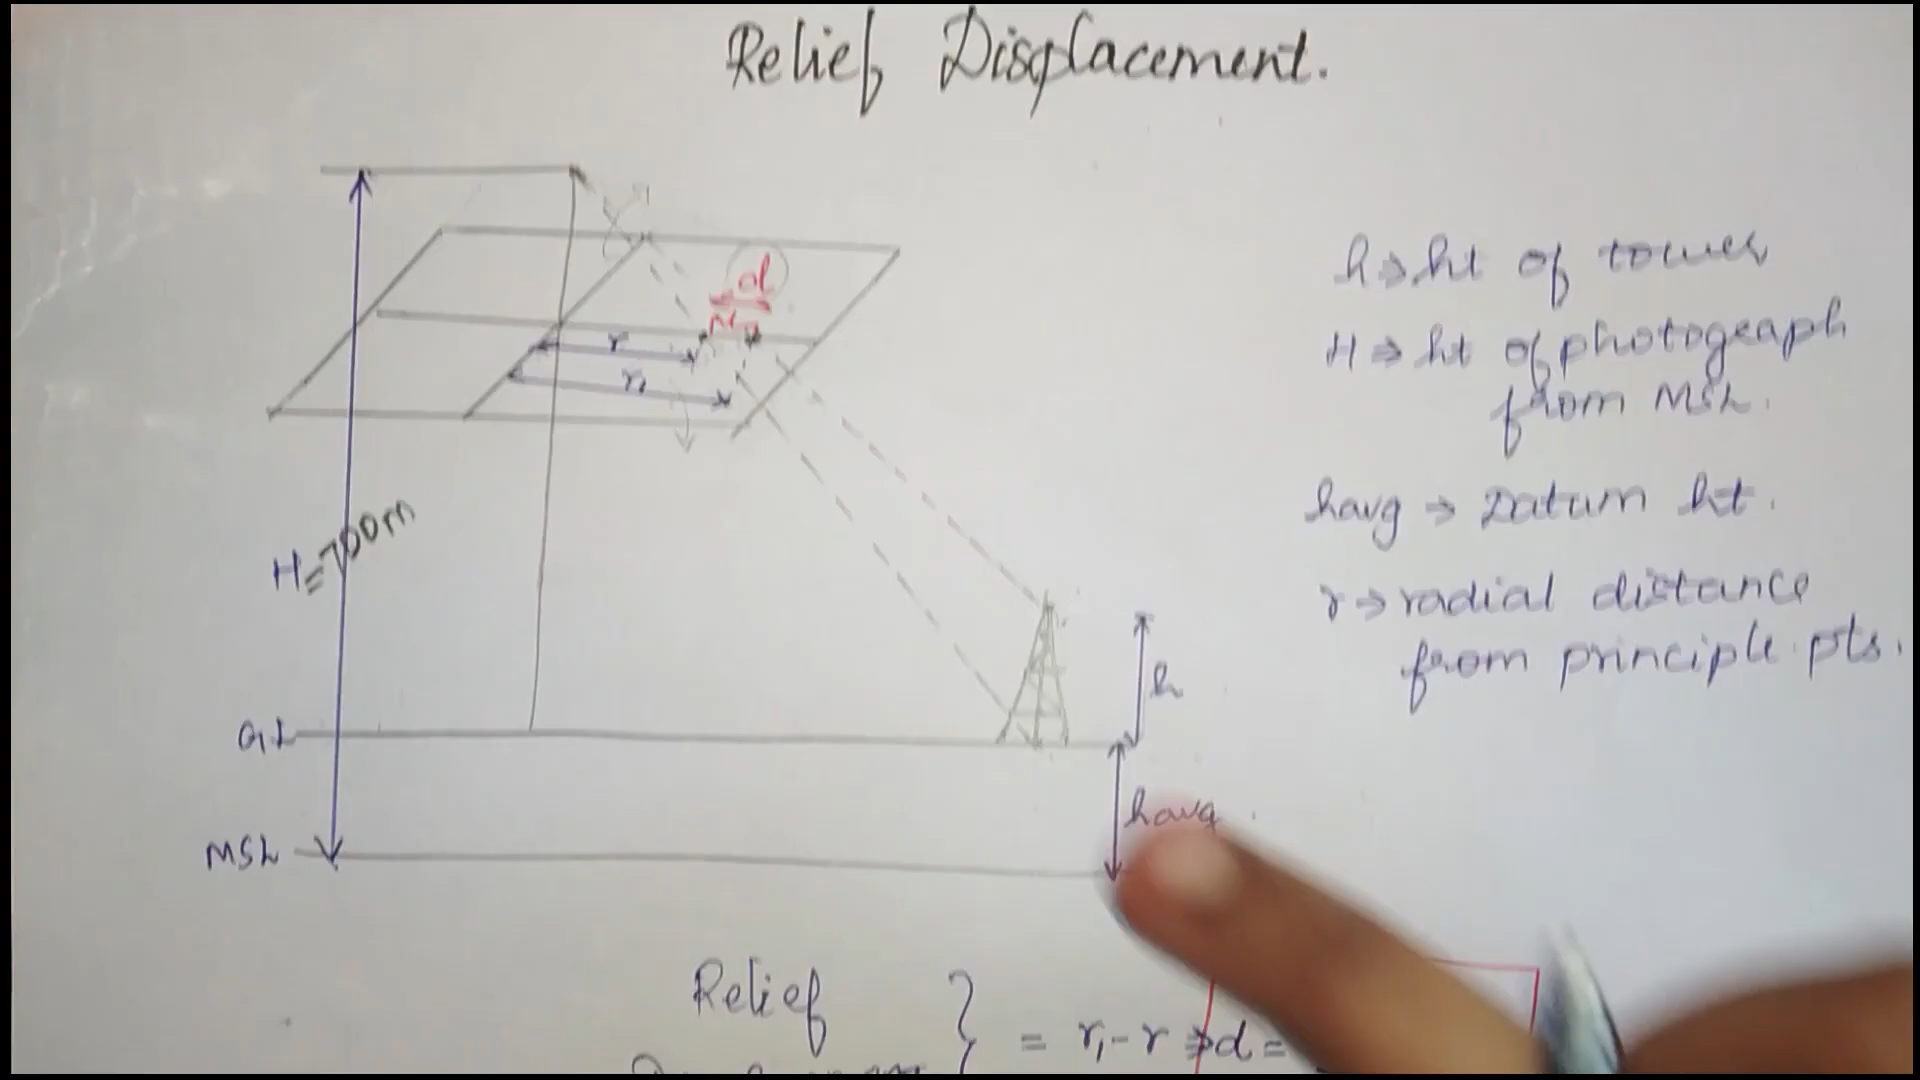 Relief Displacement.
d
r
r₁
H=700m
h
G.L
havg
MSL
h⇒ht of tower
H⇒ht of photograph
from MSL.
havg → Datum ht.
r→radial distance
from principle pts.
Relief
= r₁-r ⇒d=